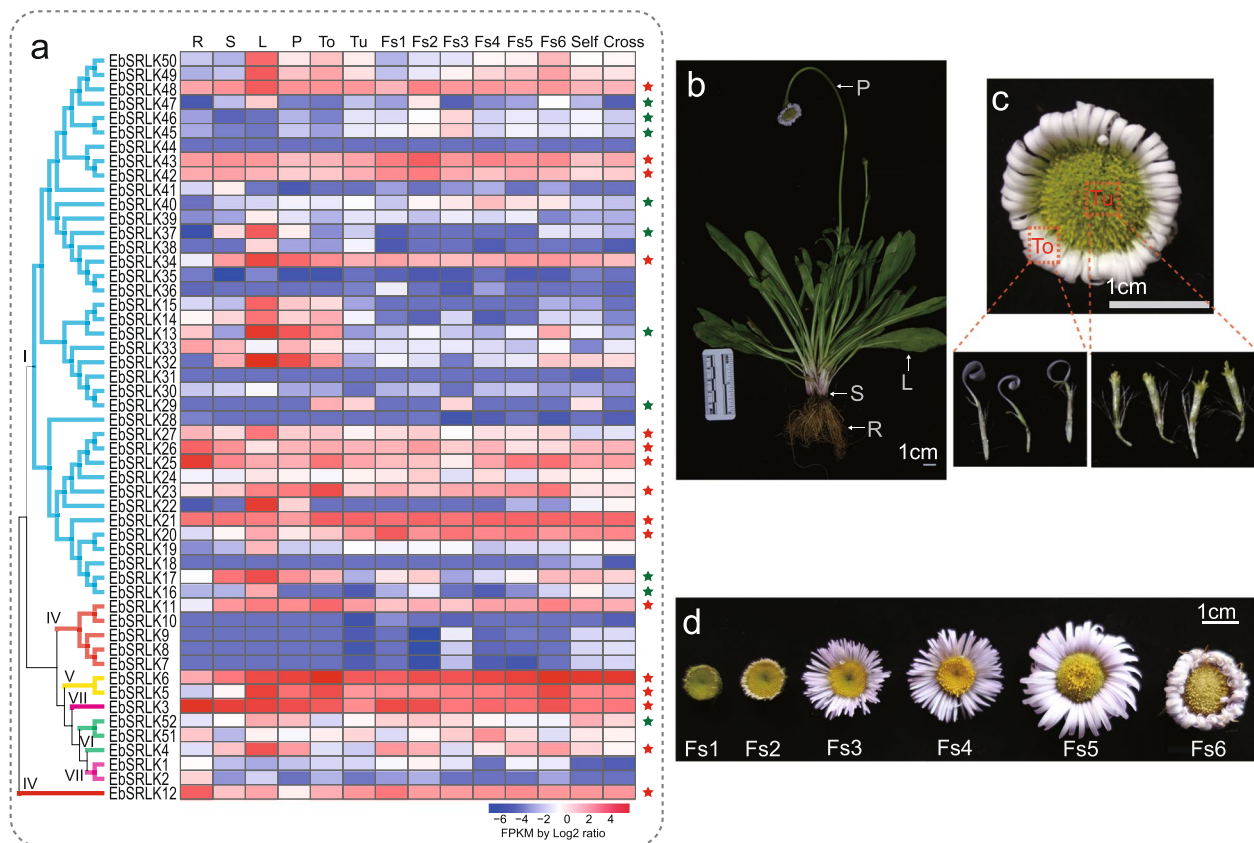 a
R S L P To Tu Fs1 Fs2 Fs3 Fs4 Fs5 Fs6 Self Cross
EbSRLK50
EbSRLK49
EbSRLK48
EbSRLK47
EbSRLK46
EbSRLK45
EbSRLK44
EbSRLK43
EbSRLK42
EbSRLK41
EbSRLK40
EbSRLK39
EbSRLK37
EbSRLK38
EbSRLK34
EbSRLK35
EbSRLK36
EbSRLK15
EbSRLK14
EbSRLK13
EbSRLK33
EbSRLK32
EbSRLK31
EbSRLK30
EbSRLK29
EbSRLK28
EbSRLK27
EbSRLK26
EbSRLK25
EbSRLK24
EbSRLK23
EbSRLK22
EbSRLK21
EbSRLK20
EbSRLK19
EbSRLK18
EbSRLK17
EbSRLK16
EbSRLK11
EbSRLK10
EbSRLK9
EbSRLK8
EbSRLK7
EbSRLK6
EbSRLK5
EbSRLK3
EbSRLK52
EbSRLK51
EbSRLK4
EbSRLK1
EbSRLK2
EbSRLK12
I
IV
V
VII
VI
VII
IV
−6 −4 −2 0 2 4
FPKM by Log2 ratio
b
P
L
S
R
1cm
c
Tu
To
1cm
d
1cm
Fs1 Fs2 Fs3 Fs4 Fs5 Fs6